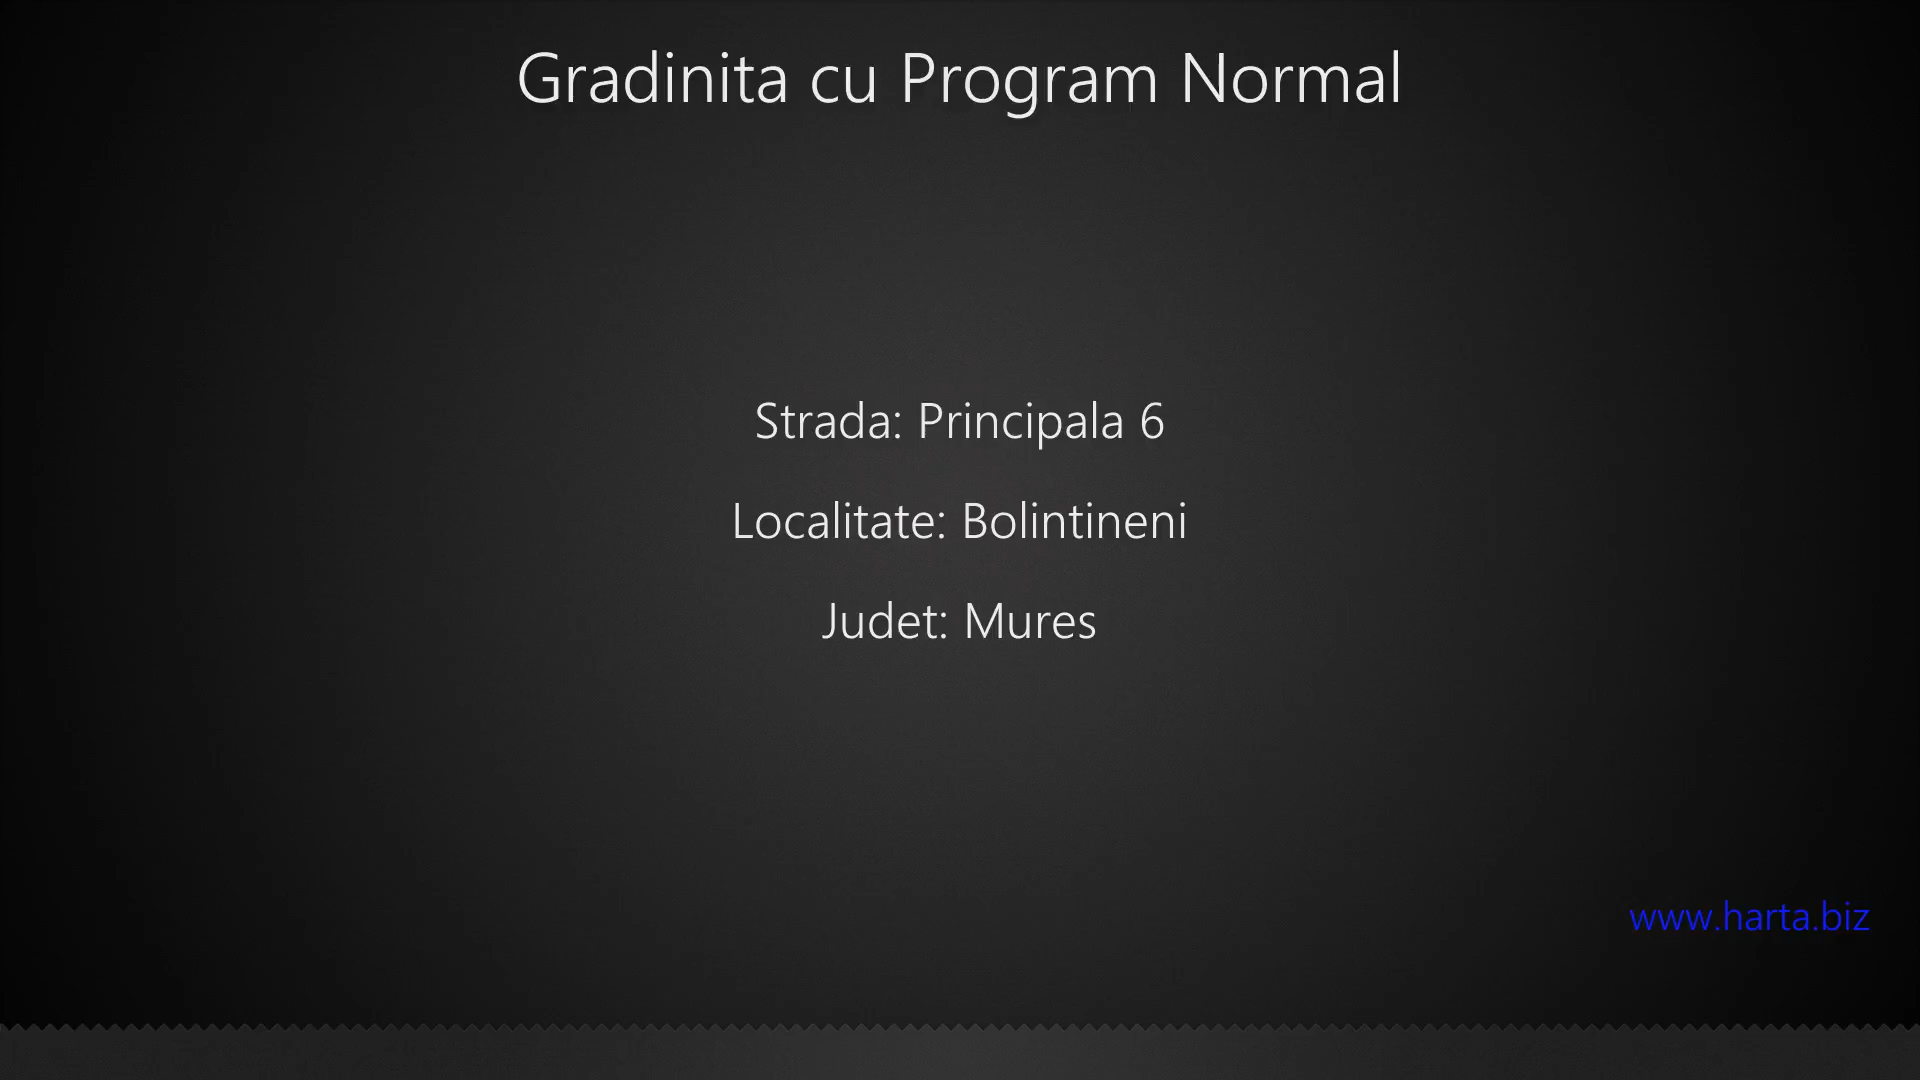 Gradinita cu Program Normal
Strada: Principala 6
Localitate: Bolintineni
Judet: Mures
www.harta.biz